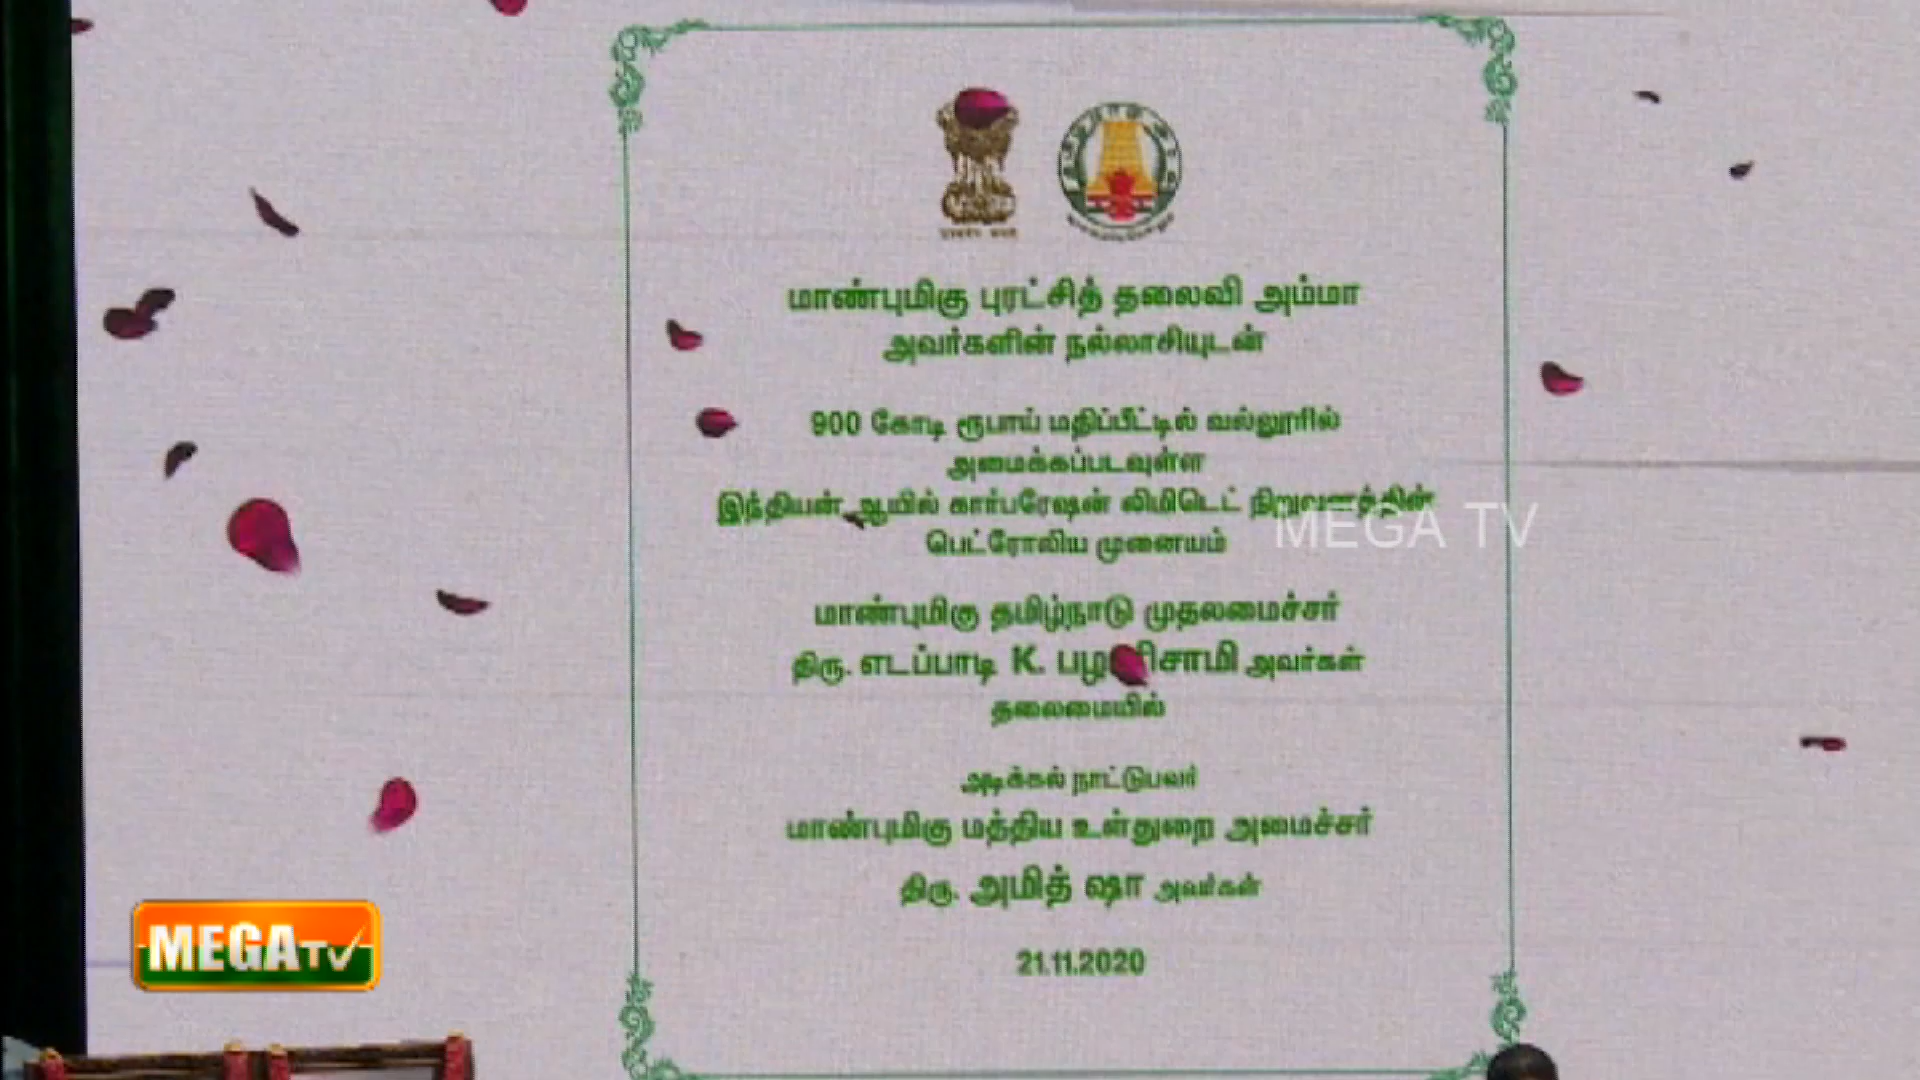 மாண்புமிகு புரட்சித் தலைவி அம்மா
அவர்களின் நல்லாசியுடன்
900 கோடி ரூபாய் மதிப்பீட்டில் வல்லூரில்
அமைக்கப்படவுள்ள
இந்தியன் ஆயில் கார்பரேஷன் லிமிடெட் நிறுவனத்தின்
பெட்ரோலிய முனையம்
MEGA TV
மாண்புமிகு தமிழ்நாடு முதலமைச்சர்
திரு. எடப்பாடி K. பழனிசாமி அவர்கள்
தலைமையில்
அடிக்கல் நாட்டுபவர்
மாண்புமிகு மத்திய உள்துறை அமைச்சர்
திரு. அமித் ஷா அவர்கள்
21.11.2020
MEGA TV